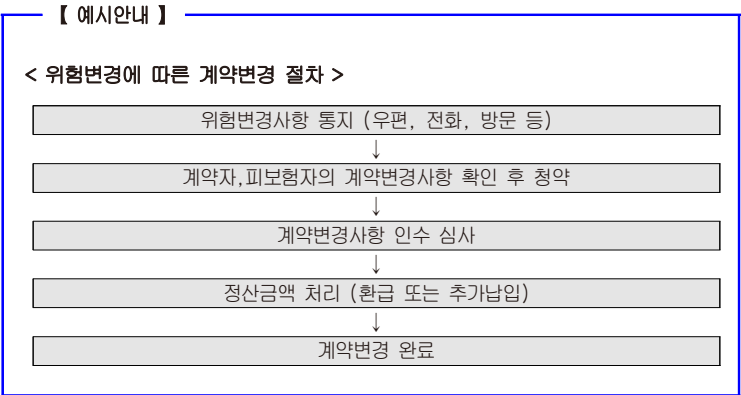 【 예시안내 】
< 위험변경에 따른 계약변경 절차 >
위험변경사항 통지 (우편, 전화, 방문 등)
↓
계약자,피보험자의 계약변경사항 확인 후 청약
↓
계약변경사항 인수 심사
↓
정산금액 처리 (환급 또는 추가납입)
↓
계약변경 완료